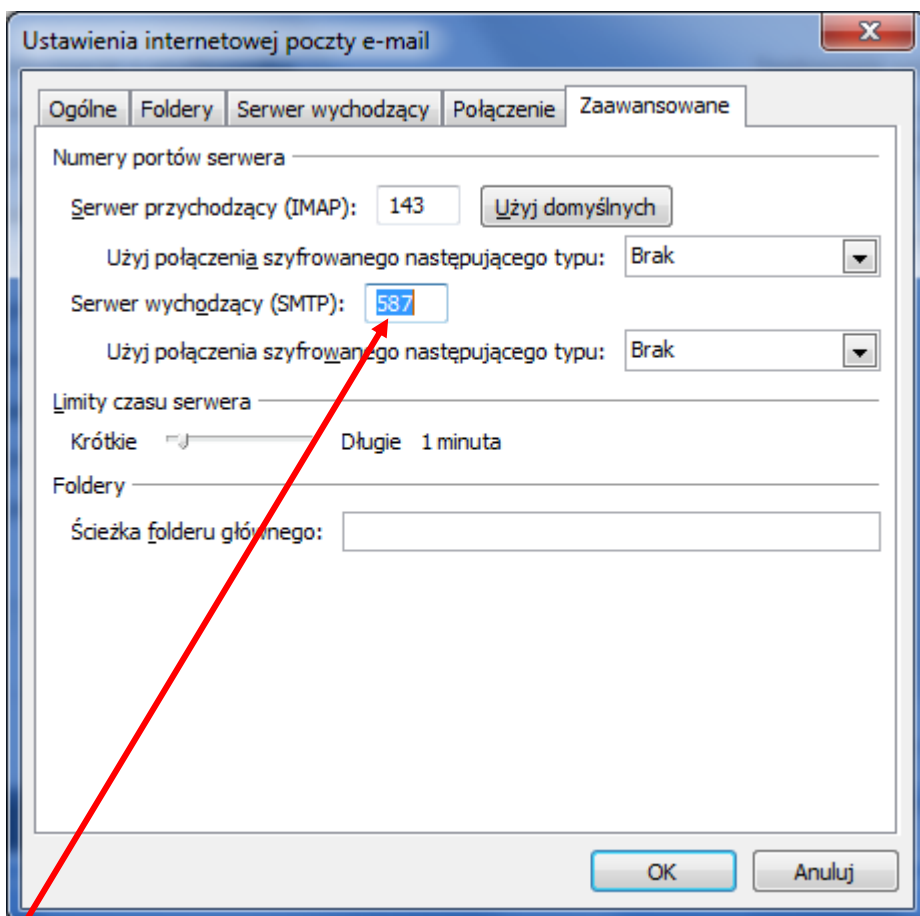 Ustawienia internetowej poczty e-mail
x
Ogólne Foldery Serwer wychodzący Połączenie Zaawansowane
Numery portów serwera
Serwer przychodzący (IMAP): 143 Użyj domyślnych
Użyj połączenia szyfrowanego następującego typu: Brak
Serwer wychodzący (SMTP): 587
Użyj połączenia szyfrowanego następującego typu: Brak
Limity czasu serwera
Krótkie Długie 1 minuta
Foldery
Ścieżka folderu głównego:
OK Anuluj